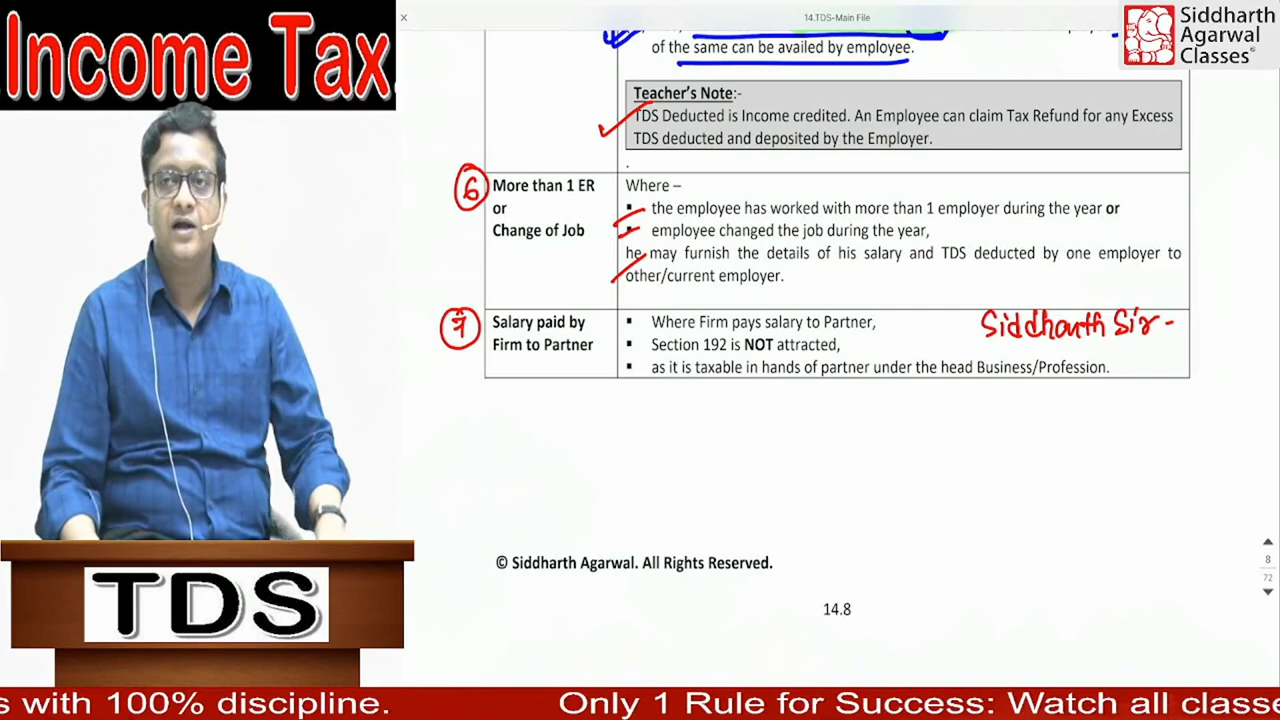 Income Tax.
14.TDS-Main File
Siddharth
Agarwal
Classes
of the same can be availed by employee.
Teacher's Note:-
TDS Deducted is Income credited. An Employee can claim Tax Refund for any Excess
TDS deducted and deposited by the Employer.
.
6
More than 1 ER
or
Change of Job
Where –
▪ the employee has worked with more than 1 employer during the year or
▪ employee changed the job during the year,
he may furnish the details of his salary and TDS deducted by one employer to
other/current employer.
7
Salary paid by
Firm to Partner
▪ Where Firm pays salary to Partner,
▪ Section 192 is NOT attracted,
▪ as it is taxable in hands of partner under the head Business/Profession.
Siddharth Sir -
© Siddharth Agarwal. All Rights Reserved.
14.8
8
72
TDS
s with 100% discipline. Only 1 Rule for Success: Watch all classe